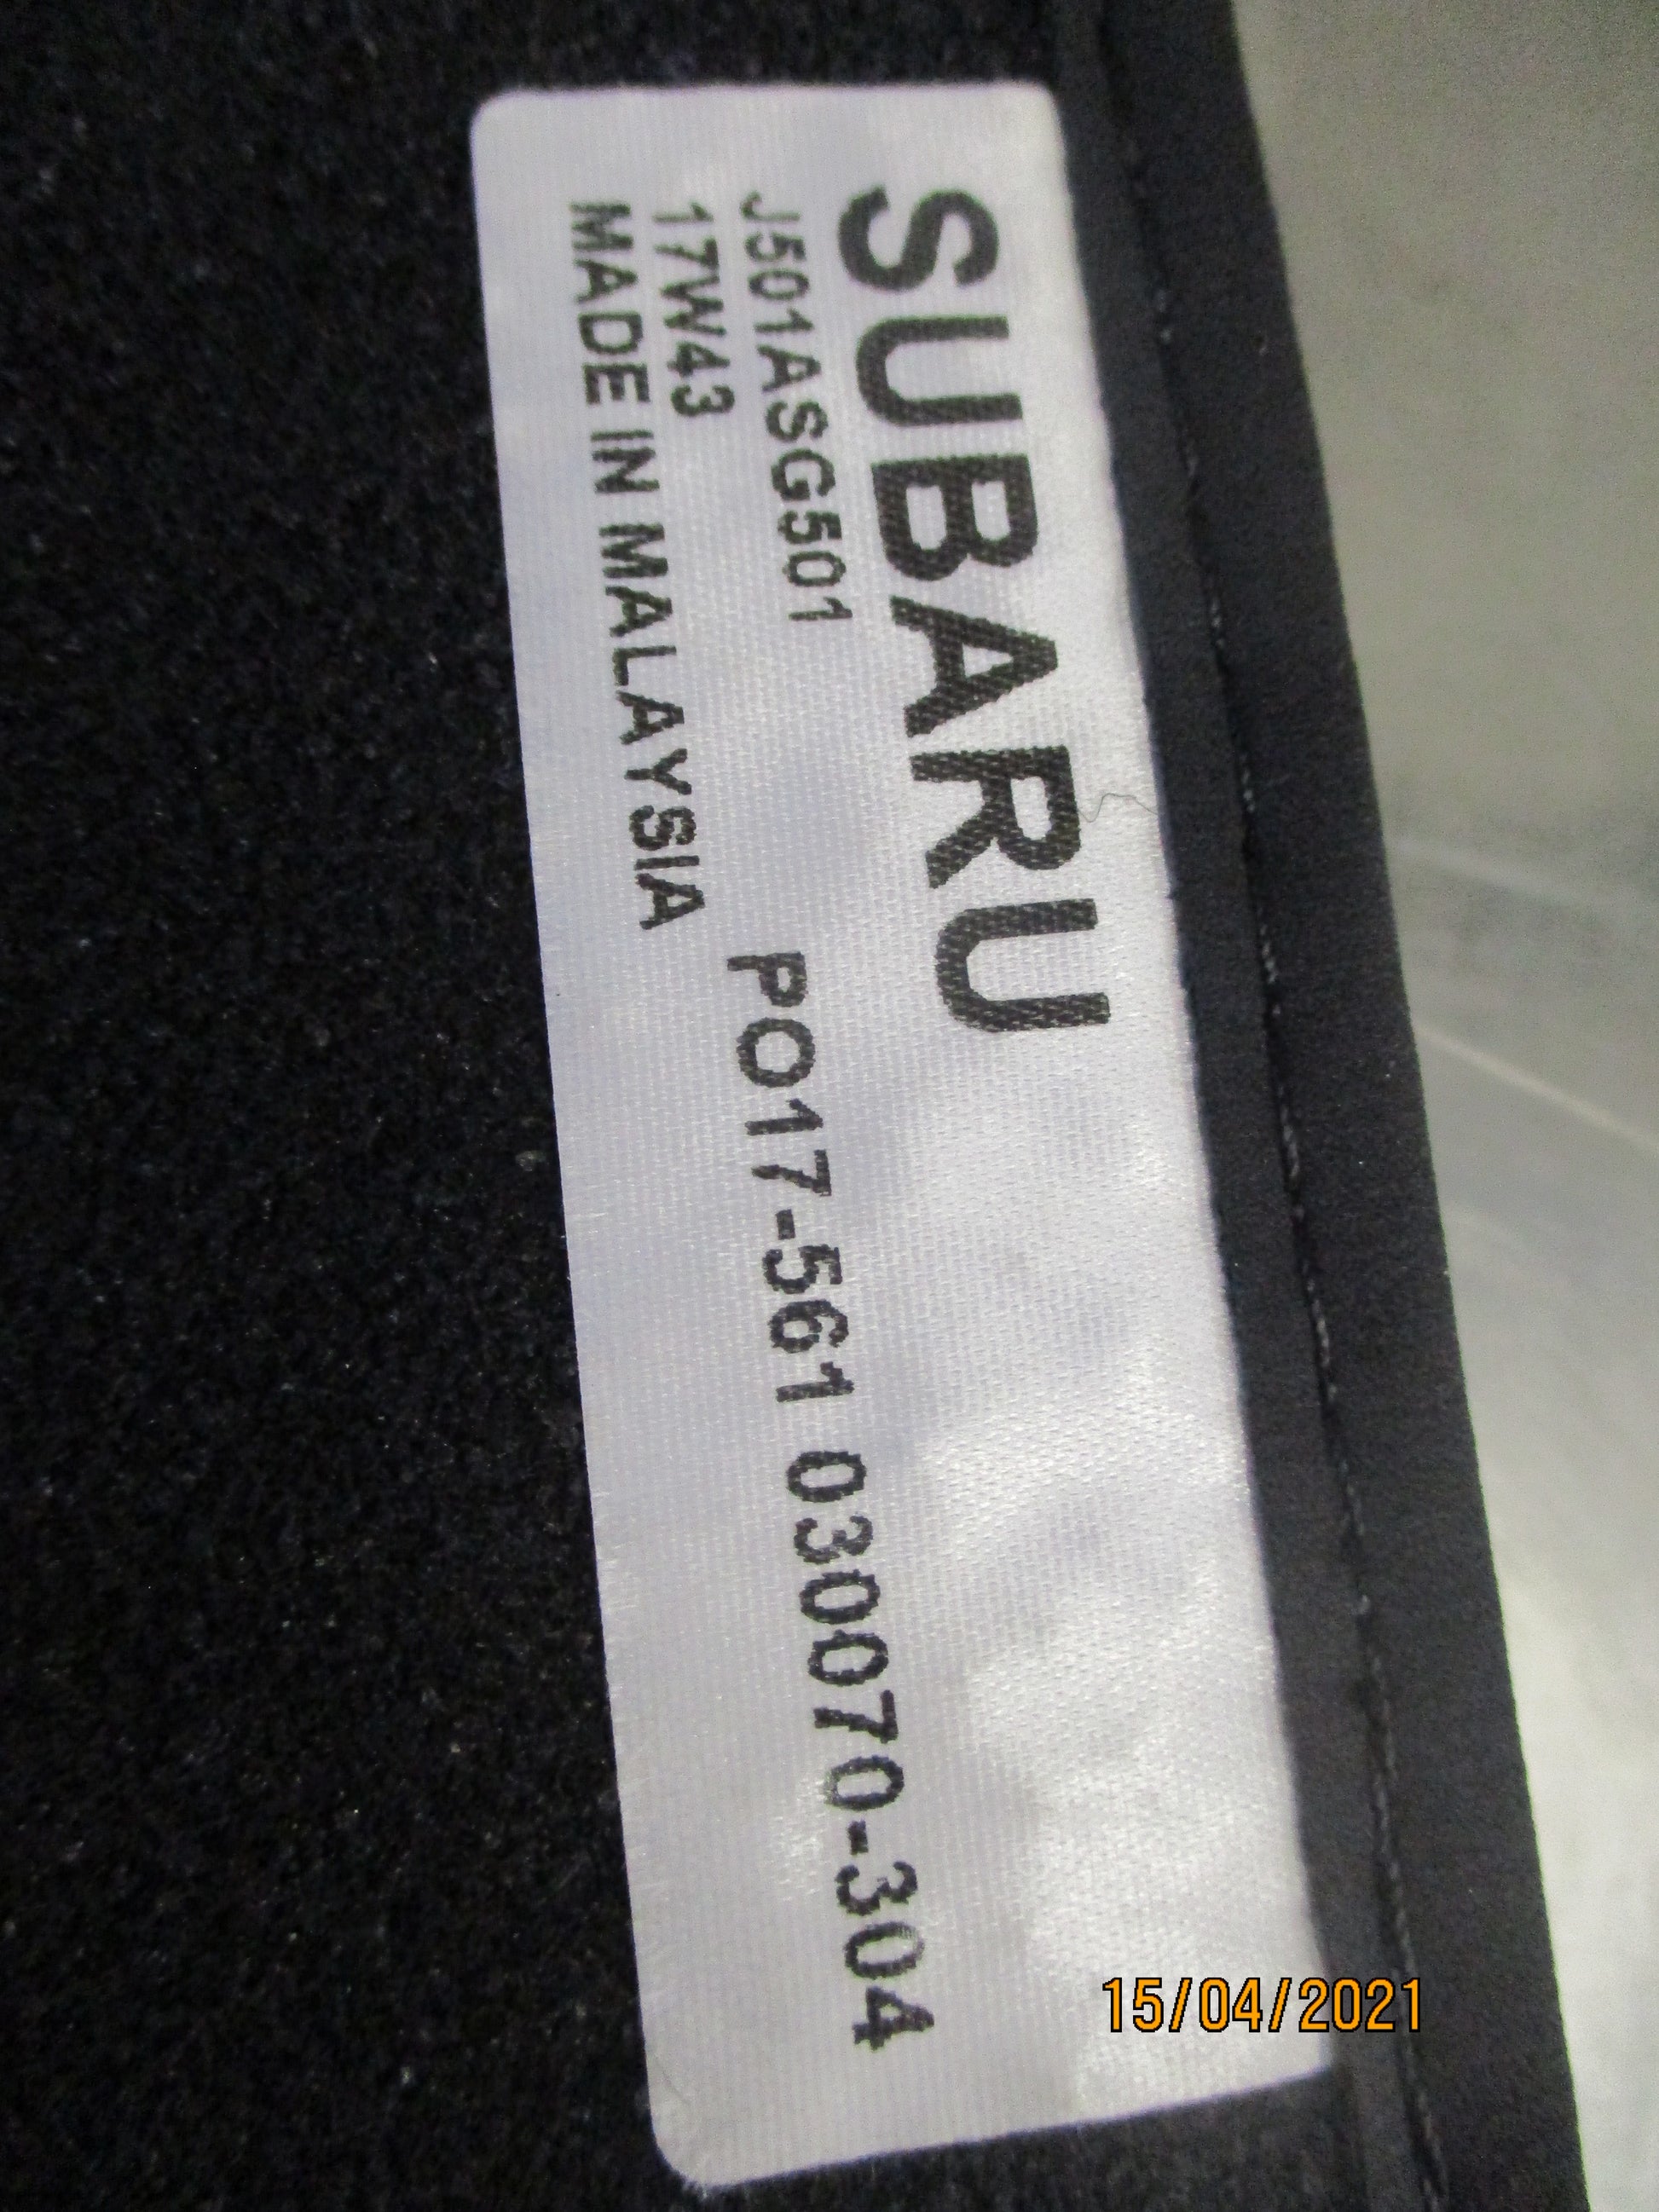 SUBARU
J501ASG501
17W43
MADE IN MALAYSIA
PO17-561 030070-304
15/04/2021